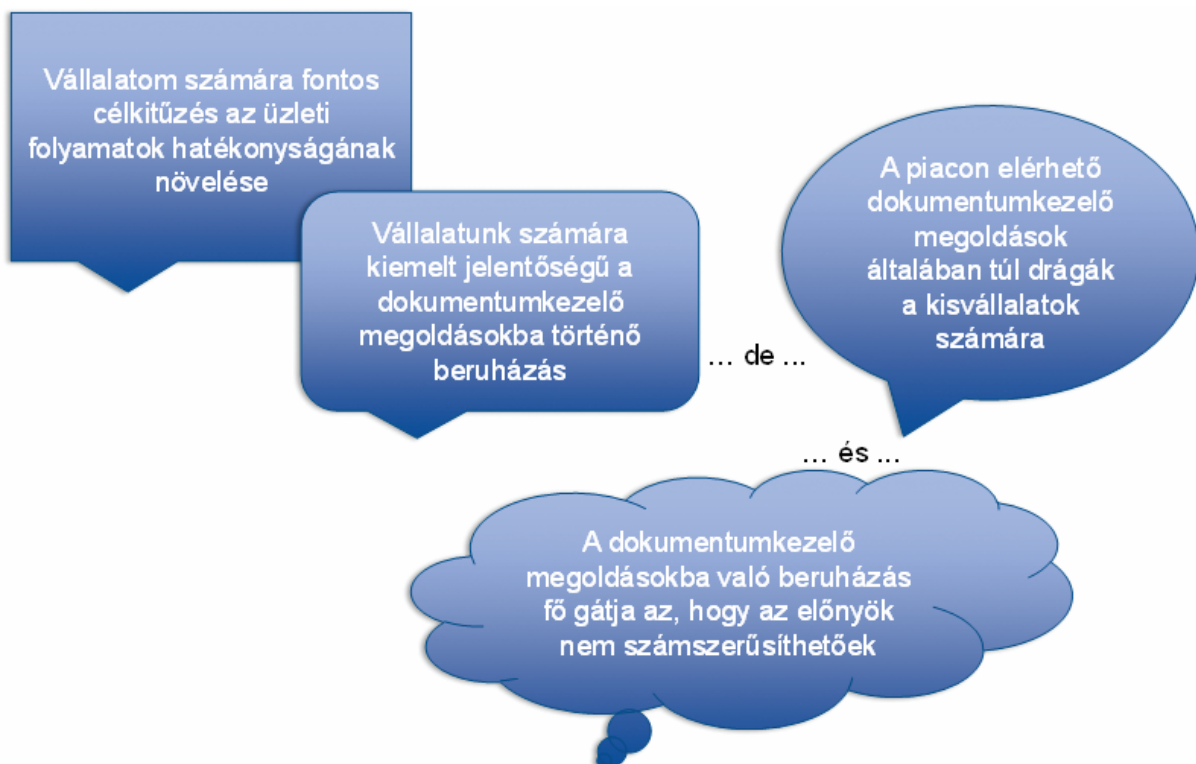 Vállalatom számára fontos
célkitűzés az üzleti
folyamatok hatékonyságának
növelése
Vállalatunk számára
kiemelt jelentőségű a
dokumentumkezelő
megoldásokba történő
beruházás
... de ...
A piacon elérhető
dokumentumkezelő
megoldások
általában túl drágák
a kisvállalatok
számára
... és ...
A dokumentumkezelő
megoldásokba való beruházás
fő gátja az, hogy az előnyök
nem számszerűsíthetőek